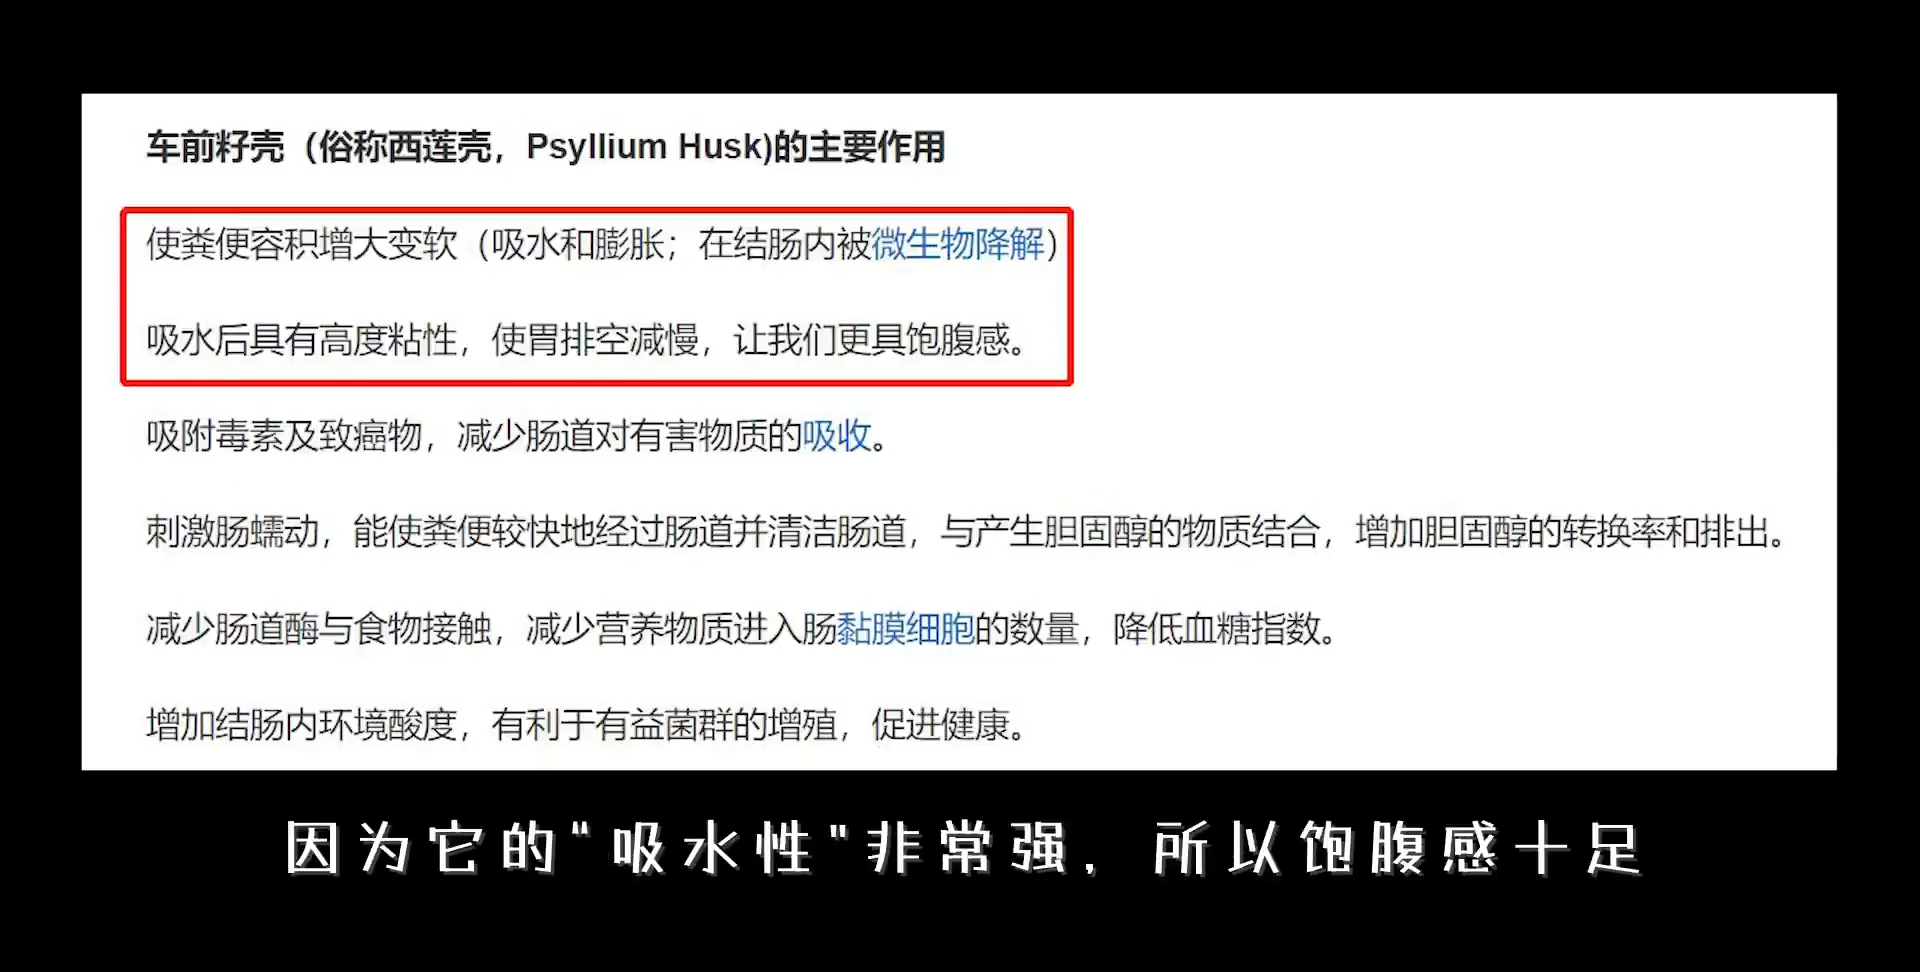 车前籽壳（俗称西莲壳，Psyllium Husk)的主要作用
使粪便容积增大变软（吸水和膨胀；在结肠内被微生物降解）
吸水后具有高度粘性，使胃排空减慢，让我们更具饱腹感。
吸附毒素及致癌物，减少肠道对有害物质的吸收。
刺激肠蠕动，能使粪便较快地经过肠道并清洁肠道，与产生胆固醇的物质结合，增加胆固醇的转换率和排出。
减少肠道酶与食物接触，减少营养物质进入肠黏膜细胞的数量，降低血糖指数。
增加结肠内环境酸度，有利于有益菌群的增殖，促进健康。
因为它的"吸水性"非常强，所以饱腹感十足